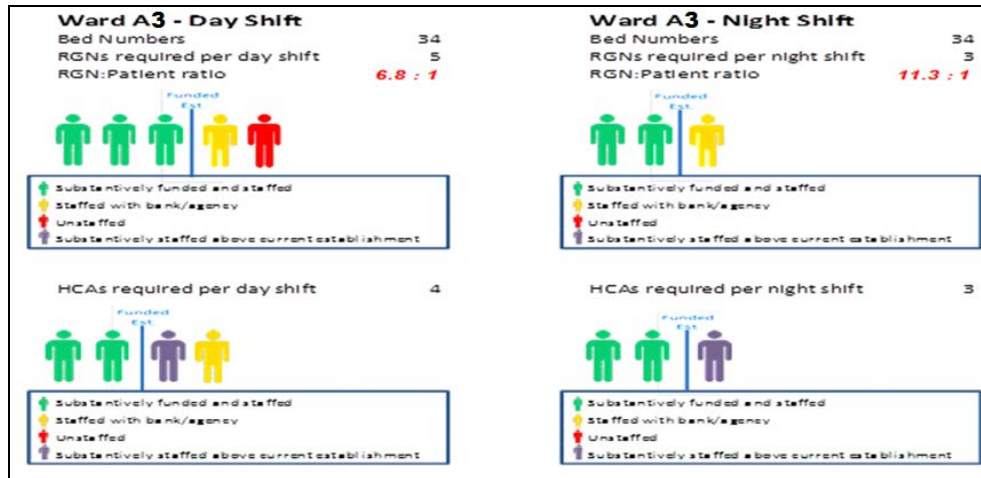 Ward A3 - Day Shift
Bed Numbers 34
RGNs required per day shift 5
RGN:Patient ratio 6.8 : 1
Funded
Est.
Substantively funded and staffed
Staffed with bank/agency
Unstaffed
Substantively staffed above current establishment
HCAs required per day shift 4
Funded
Est.
Substantively funded and staffed
Staffed with bank/agency
Unstaffed
Substantively staffed above current establishment
Ward A3 - Night Shift
Bed Numbers 34
RGNs required per night shift 3
RGN:Patient ratio 11.3 : 1
Funded
Est.
Substantively funded and staffed
Staffed with bank/agency
Unstaffed
Substantively staffed above current establishment
HCAs required per night shift 3
Funded
Est.
Substantively funded and staffed
Staffed with bank/agency
Unstaffed
Substantively staffed above current establishment